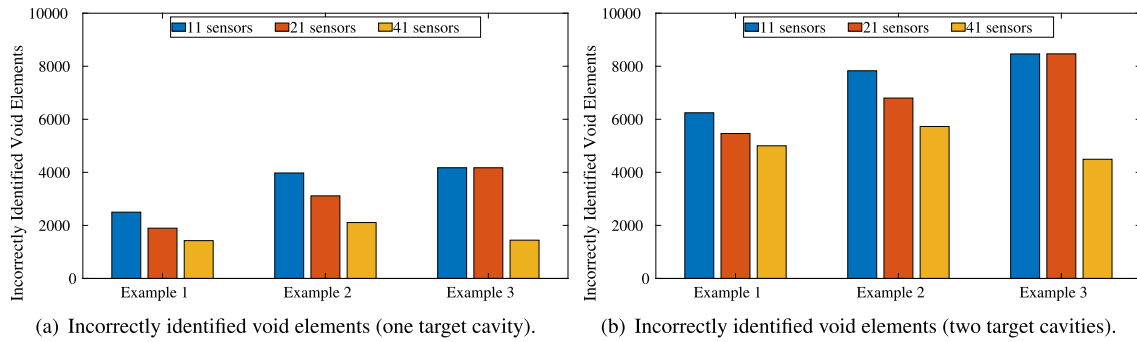 Incorrectly Identified Void Elements
10000
8000
6000
4000
2000
0
11 sensors 21 sensors 41 sensors
Example 1 Example 2 Example 3
(a) Incorrectly identified void elements (one target cavity).
Incorrectly Identified Void Elements
10000
8000
6000
4000
2000
0
11 sensors 21 sensors 41 sensors
Example 1 Example 2 Example 3
(b) Incorrectly identified void elements (two target cavities).